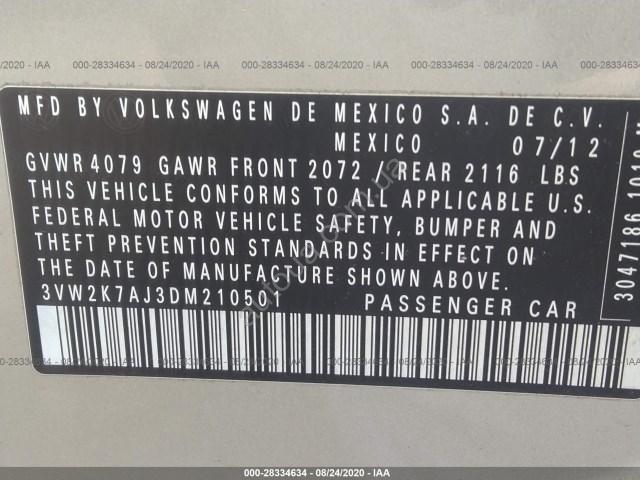 000-28334634 - 08/24/2020 - IAA
MFD BY VOLKSWAGEN DE MEXICO S.A. DE C.V.
MEXICO 07/12
GVWR 4079 GAWR FRONT 2072 REAR 2116 LBS
THIS VEHICLE CONFORMS TO ALL APPLICABLE U.S.
FEDERAL MOTOR VEHICLE SAFETY, BUMPER AND
THEFT PREVENTION STANDARDS IN EFFECT ON
THE DATE OF MANUFACTURE SHOWN ABOVE.
3VW2K7AJ3DM21050 PASSENGER CAR
3047186
000-28334634 - 08/24/2020 - IAA